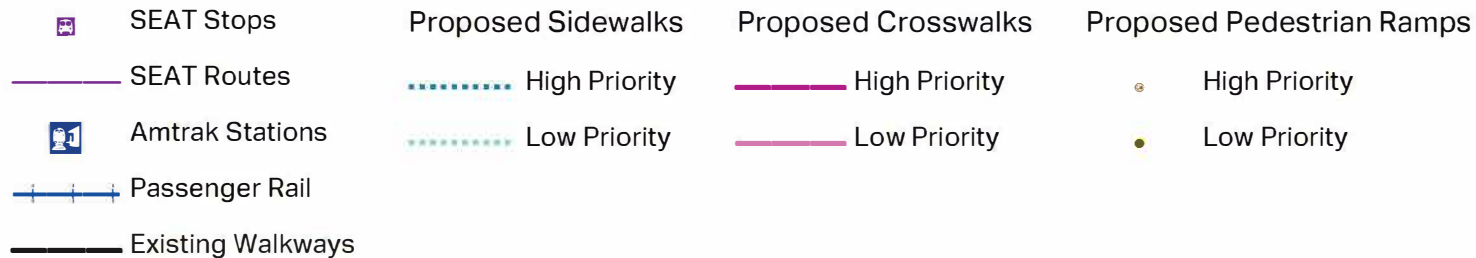 SEAT Stops
SEAT Routes
Amtrak Stations
Passenger Rail
Existing Walkways
Proposed Sidewalks
High Priority
Low Priority
Proposed Crosswalks
High Priority
Low Priority
Proposed Pedestrian Ramps
High Priority
Low Priority